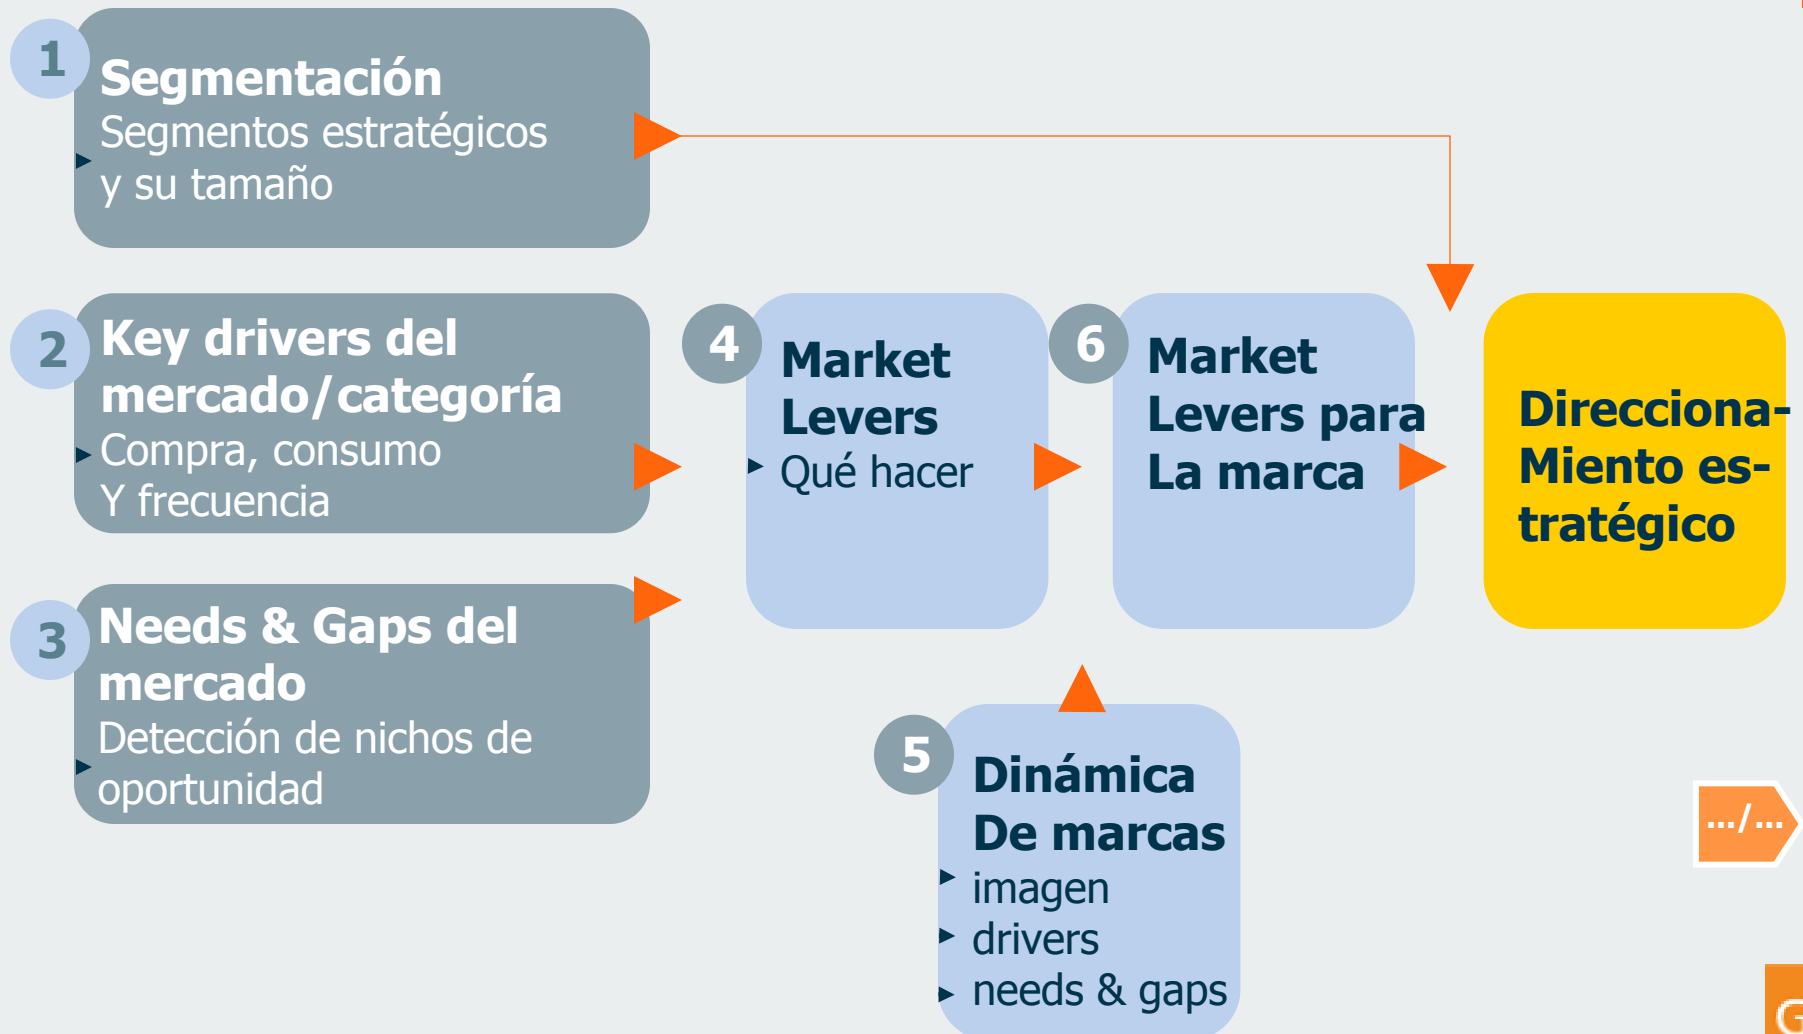 1
Segmentación
Segmentos estratégicos
y su tamaño
2
Key drivers del
mercado/categoría
Compra, consumo
Y frecuencia
3
Needs & Gaps del
mercado
Detección de nichos de
oportunidad
4
Market
Levers
Qué hacer
5
Dinámica
De marcas
imagen
drivers
needs & gaps
6
Market
Levers para
La marca
Direcciona-
Miento es-
tratégico
.../...
G